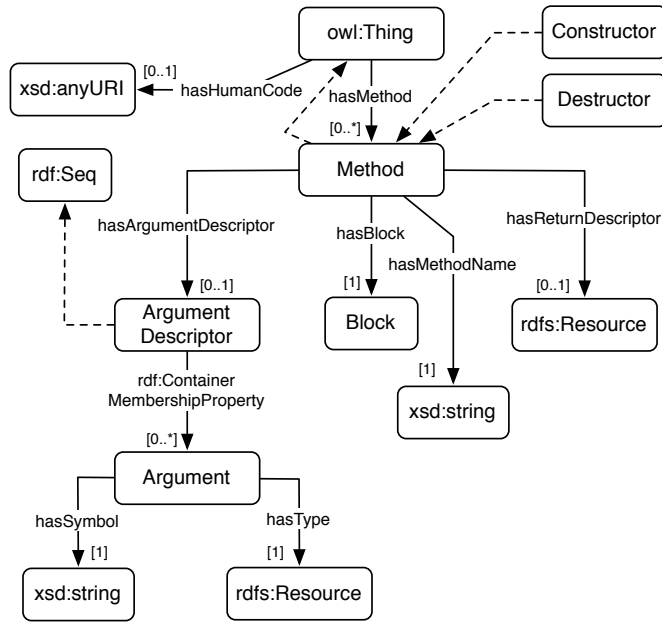 owl:Thing
Constructor
[0..1]
xsd:anyURI
hasHumanCode
hasMethod
Destructor
[0..*]
rdf:Seq
Method
hasArgumentDescriptor
hasBlock
hasReturnDescriptor
hasMethodName
[0..1]
[1]
[0..1]
Argument
Descriptor
Block
rdfs:Resource
rdf:Container
MembershipProperty
[1]
xsd:string
[0..*]
Argument
hasSymbol
hasType
[1]
[1]
xsd:string
rdfs:Resource